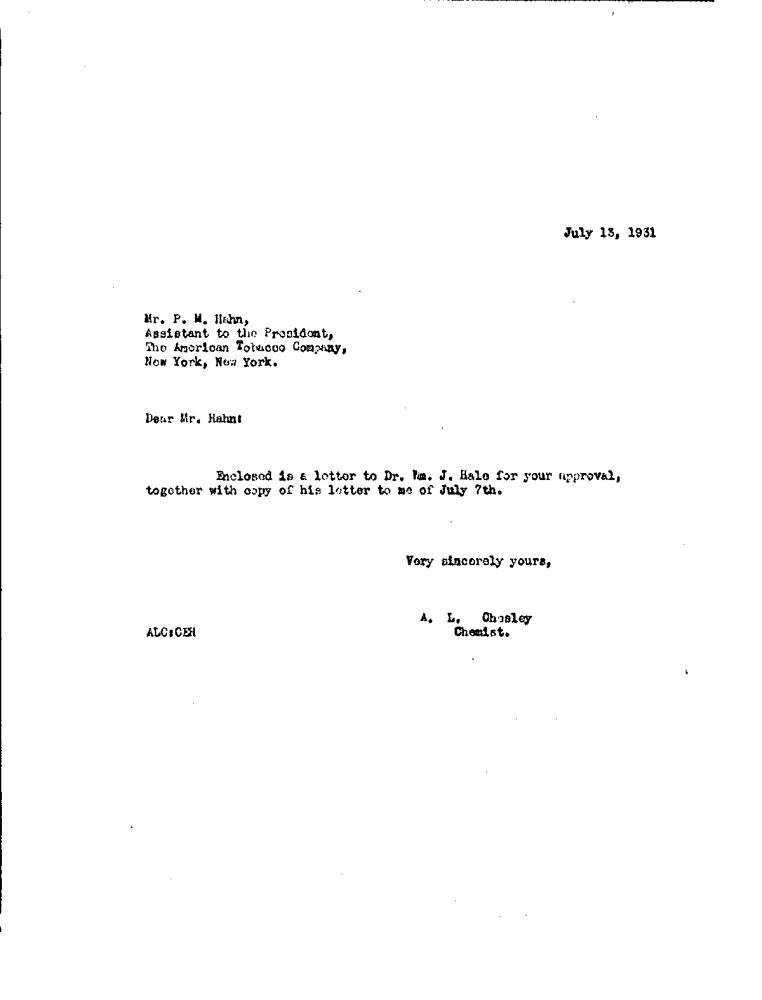 July 13, 1931
Mr. P. M. Hahn,
Assistant to the President,
The American Tobacco Company,
New York, New York.
Dear Mr. Hahn:
Enclosed is a letter to Dr. Wm. J. Hale for your approval,
together with copy of his letter to me of July 7th.
Very sincerely yours,
A. L. Chesley
Chemist.
ALC:CEH